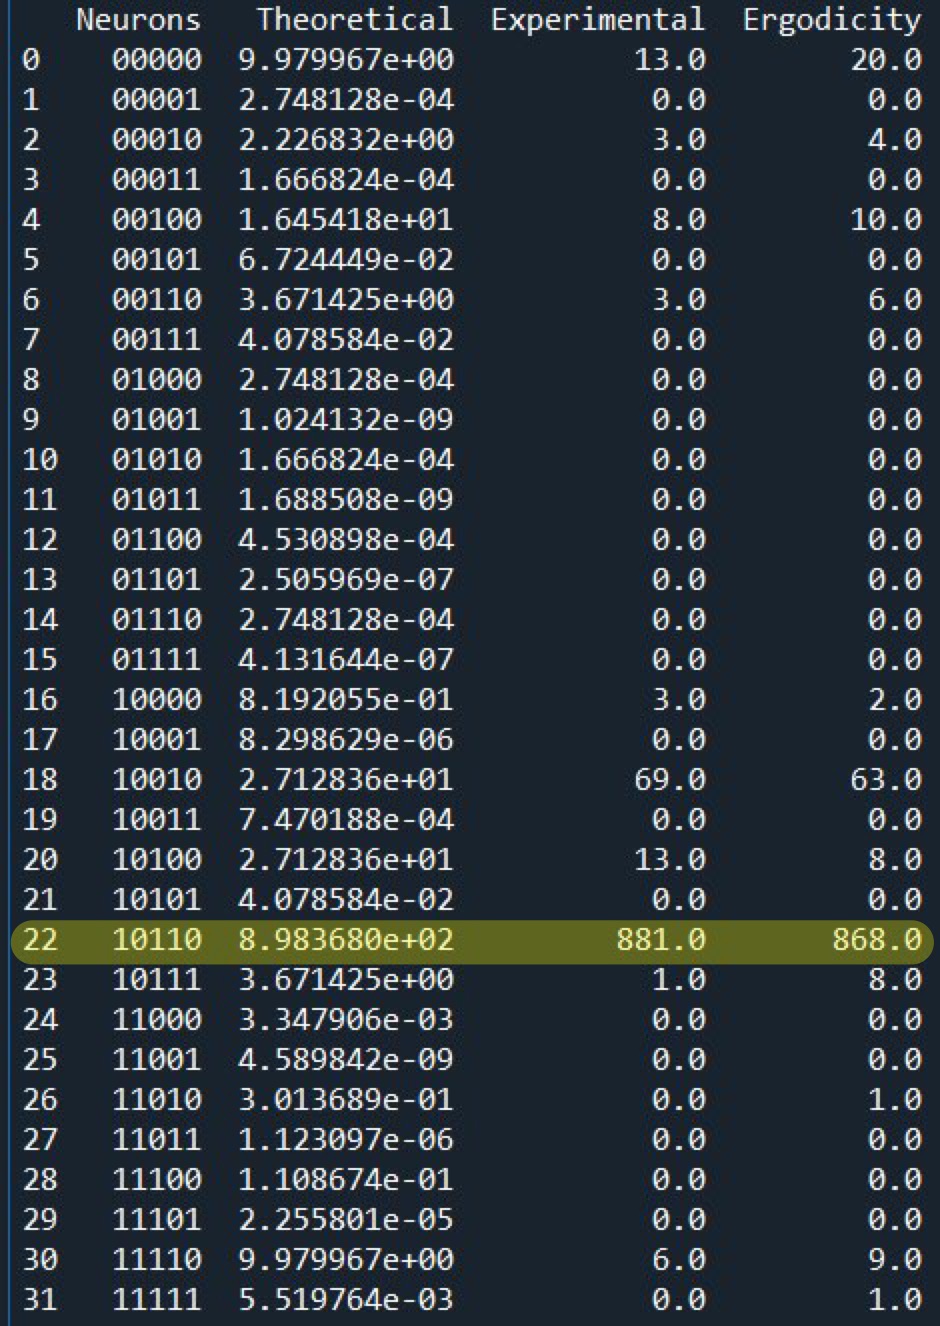 Neurons Theoretical Experimental Ergodicity
0 00000 9.979967e+00 13.0 20.0
1 00001 2.748128e-04 0.0 0.0
2 00010 2.226832e+00 3.0 4.0
3 00011 1.666824e-04 0.0 0.0
4 00100 1.645418e+01 8.0 10.0
5 00101 6.724449e-02 0.0 0.0
6 00110 3.671425e+00 3.0 6.0
7 00111 4.078584e-02 0.0 0.0
8 01000 2.748128e-04 0.0 0.0
9 01001 1.024132e-09 0.0 0.0
10 01010 1.666824e-04 0.0 0.0
11 01011 1.688508e-09 0.0 0.0
12 01100 4.530898e-04 0.0 0.0
13 01101 2.505969e-07 0.0 0.0
14 01110 2.748128e-04 0.0 0.0
15 01111 4.131644e-07 0.0 0.0
16 10000 8.192055e-01 3.0 2.0
17 10001 8.298629e-06 0.0 0.0
18 10010 2.712836e+01 69.0 63.0
19 10011 7.470188e-04 0.0 0.0
20 10100 2.712836e+01 13.0 8.0
21 10101 4.078584e-02 0.0 0.0
22 10110 8.983680e+02 881.0 868.0
23 10111 3.671425e+00 1.0 8.0
24 11000 3.347906e-03 0.0 0.0
25 11001 4.589842e-09 0.0 0.0
26 11010 3.013689e-01 0.0 1.0
27 11011 1.123097e-06 0.0 0.0
28 11100 1.108674e-01 0.0 0.0
29 11101 2.255801e-05 0.0 0.0
30 11110 9.979967e+00 6.0 9.0
31 11111 5.519764e-03 0.0 1.0